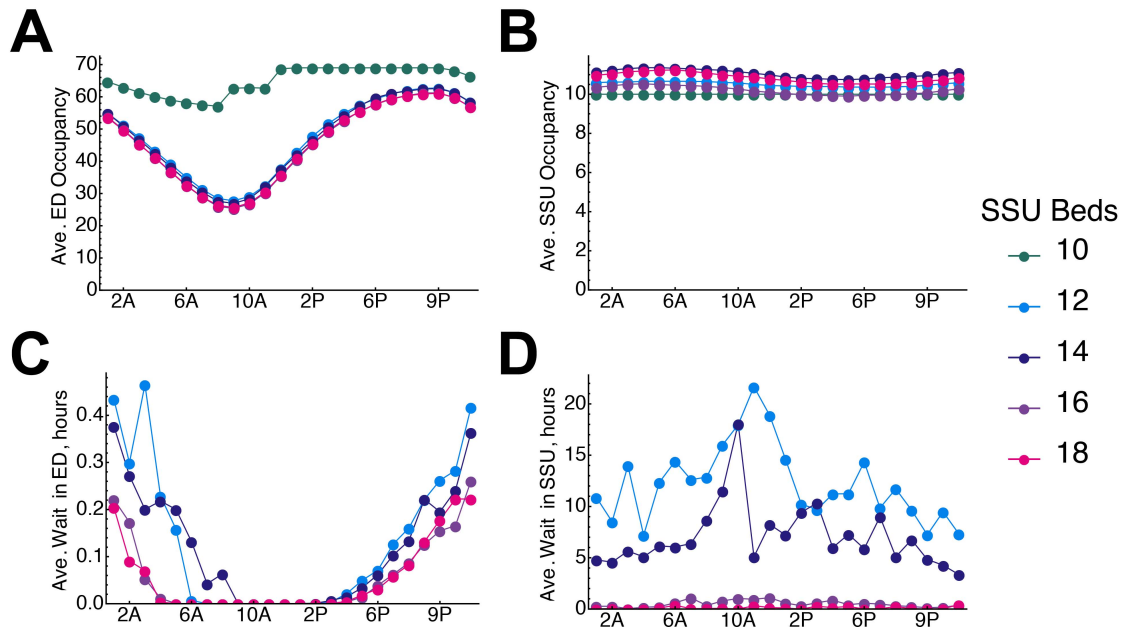 A
Ave. ED Occupancy
70
60
50
40
30
20
10
0
2A 6A 10A 2P 6P 9P
B
Ave. SSU Occupancy
10
8
6
4
2
0
2A 6A 10A 2P 6P 9P
C
Ave. Wait in ED, hours
0.4
0.3
0.2
0.1
0.0
2A 6A 10A 2P 6P 9P
D
Ave. Wait in SSU, hours
20
15
10
5
0
2A 6A 10A 2P 6P 9P
SSU Beds
10
12
14
16
18